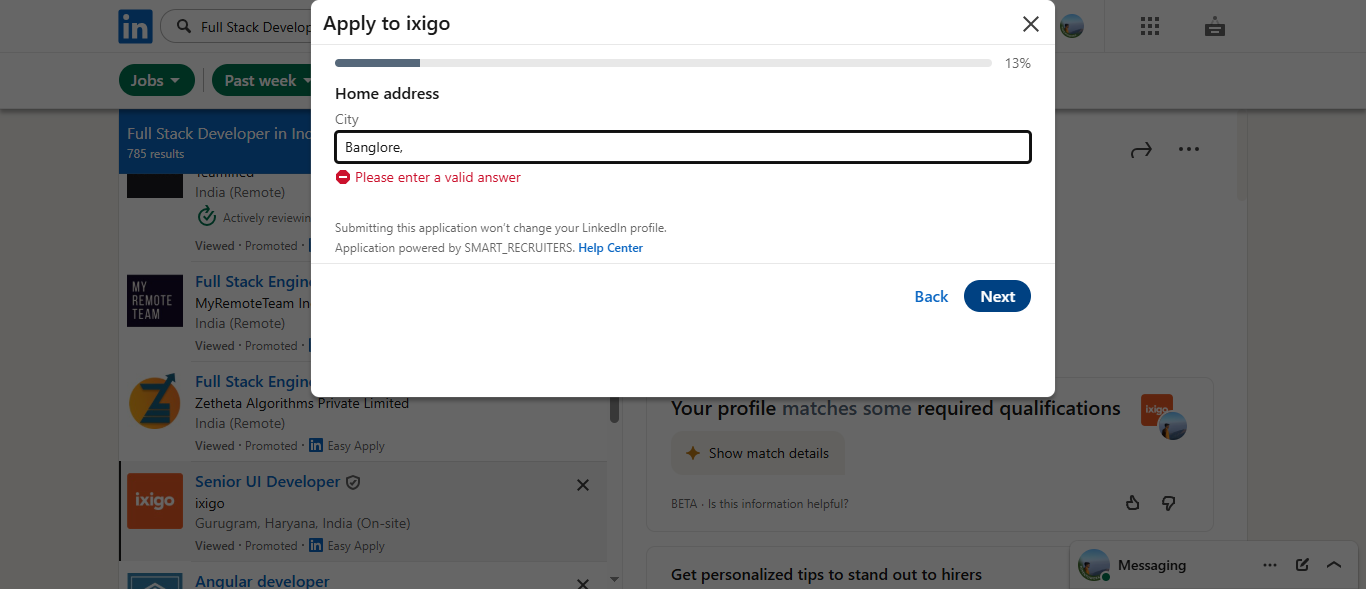 in
Full Stack Develop
Apply to ixigo
13%
Jobs
Past week
Home address
City
Banglore,
Please enter a valid answer
Submitting this application won't change your LinkedIn profile.
Application powered by SMART_RECRUITERS. Help Center
Back
Next
Full Stack Developer in Ind
785 results
India (Remote)
Actively reviewin
Viewed · Promoted ·
MY
REMOTE
TEAM
Full Stack Engine
MyRemoteTeam In
India (Remote)
Viewed · Promoted ·
Full Stack Engine
Zetheta Algorithms Private Limited
India (Remote)
Viewed · Promoted · in Easy Apply
ixigo
Senior UI Developer
ixigo
Gurugram, Haryana, India (On-site)
Viewed · Promoted · in Easy Apply
Angular developer
Your profile matches some required qualifications
ixigo
Show match details
BETA · Is this information helpful?
Get personalized tips to stand out to hirers
Messaging